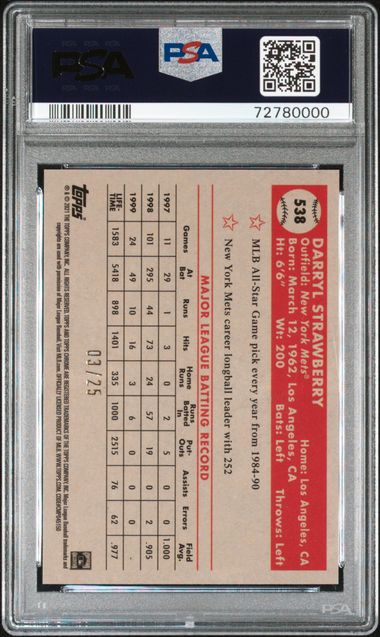 PSA
PSA
72780000
538
DARRYL STRAWBERRY
Outfield: New York Mets® Home: Los Angeles, CA
Born: March 12, 1962, Los Angeles, CA
Ht: 6'6" Wt: 200 Bats: Left Throws: Left
MLB All-Star Game pick every year from 1984-90
New York Mets career longball leader with 252
MAJOR LEAGUE BATTING RECORD
Games At Bat Runs Hits Home Runs Runs Batted In Put-Outs Assists Errors Field Avg.
1997 11 29 1 3 0 2 5 0 0 1.000
1998 101 295 44 73 24 57 19 0 2 .905
1999 24 49 10 16 3 6 0 0 0
LIFE-TIME 1583 5418 898 1401 335 1000 2515 76 62 .977
03/25
Topps
PSA